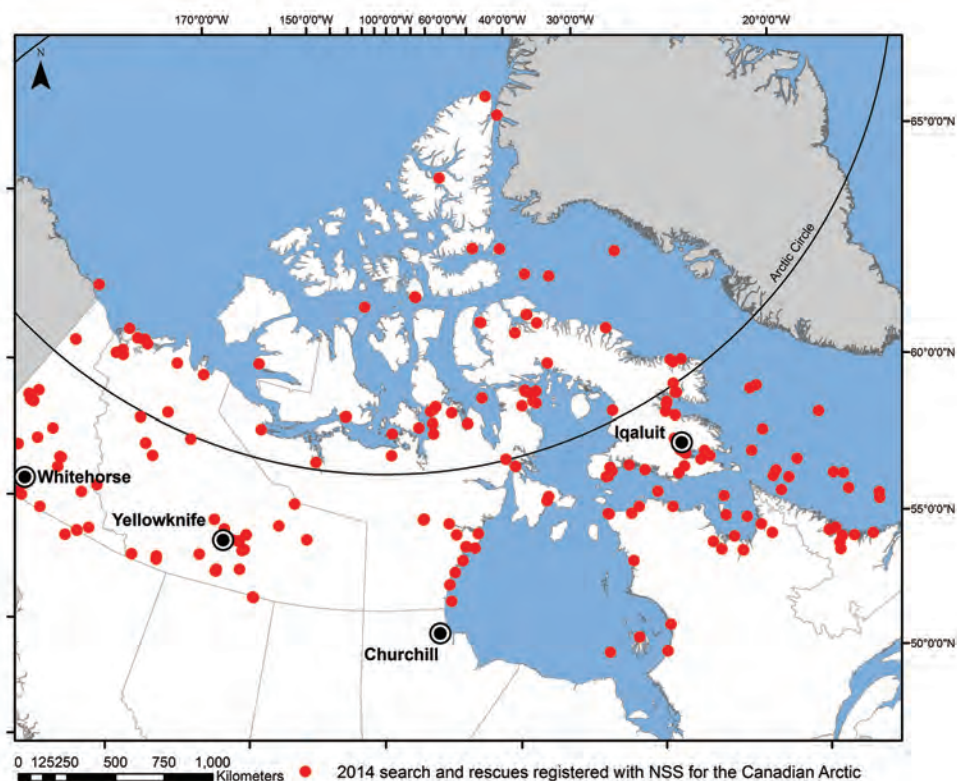 170°0'0"W 150°0'0"W 100°0'0"W 60°0'0"W 40°0'0"W 30°0'0"W 20°0'0"W
N
65°0'0"N
Arctic Circle
60°0'0"N
Iqaluit
Whitehorse
55°0'0"N
Yellowknife
Churchill
50°0'0"N
0 125250 500 750 1,000
Kilometers
2014 search and rescues registered with NSS for the Canadian Arctic